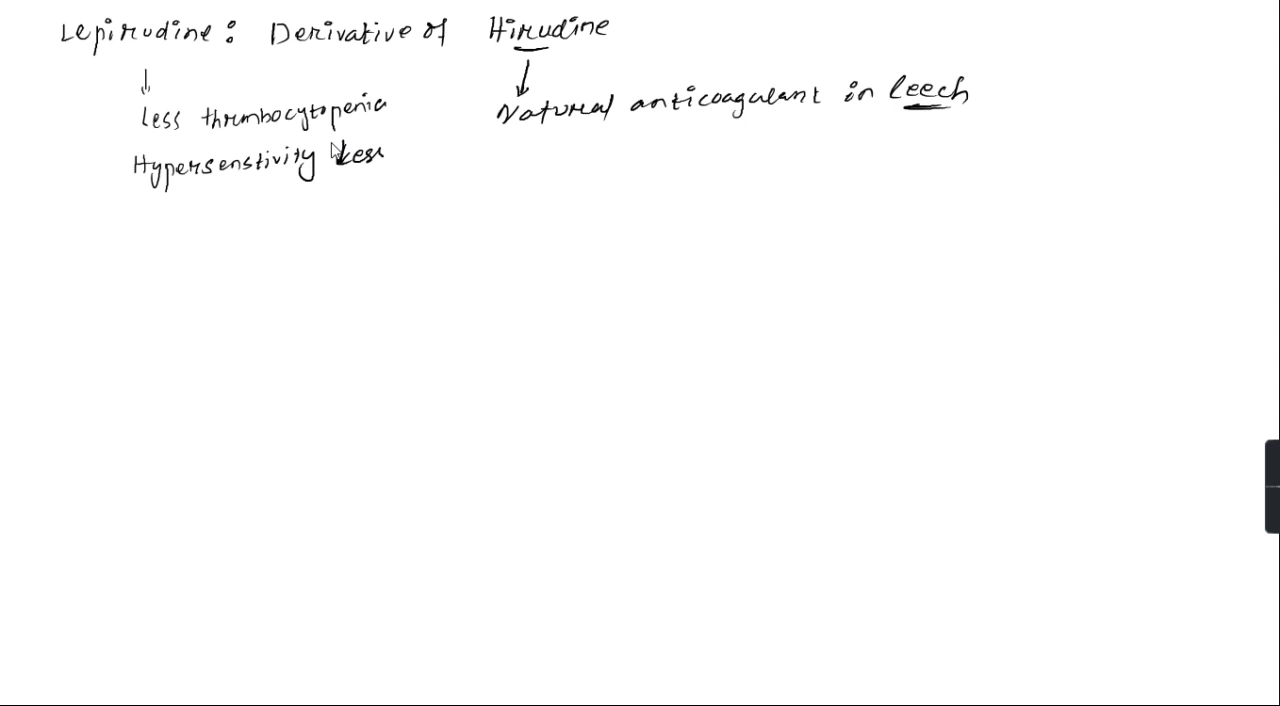 Lepirudine : Derivative of Hirudine
↓ ↓
Less thrombocytopenia Natural anticoagulant in leech
Hypersenstivity Less